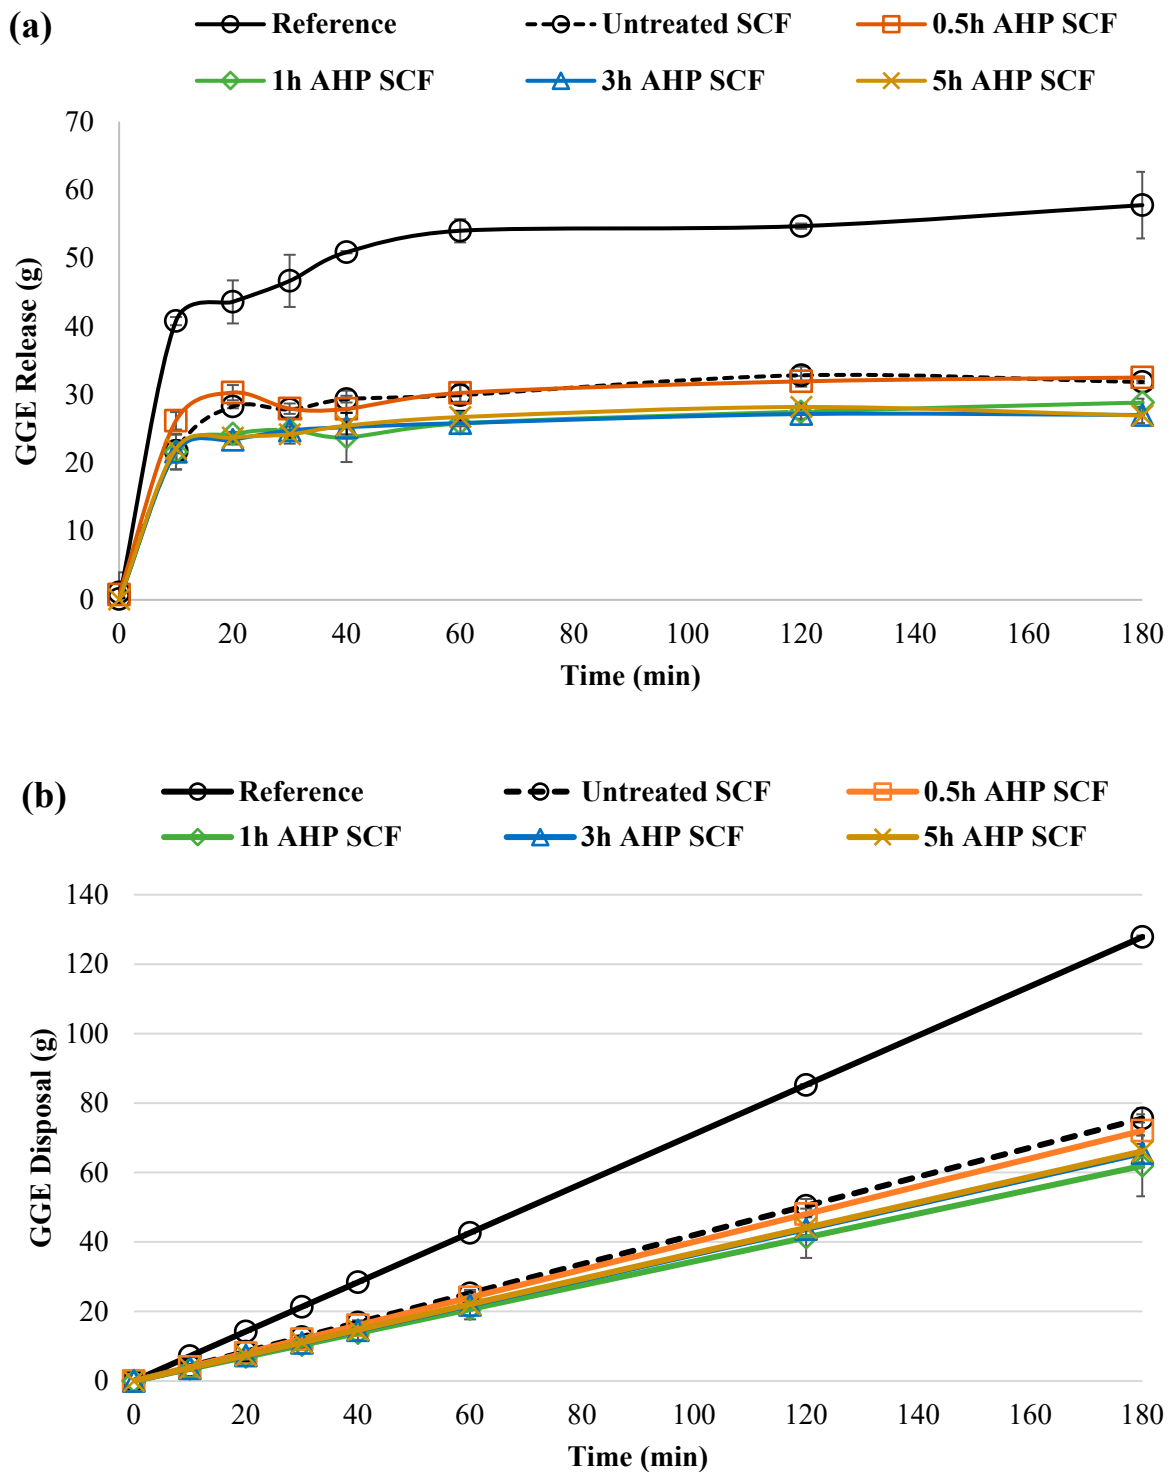 (a)
Reference Untreated SCF 0.5h AHP SCF
1h AHP SCF 3h AHP SCF 5h AHP SCF
70
60
50
40
30
20
10
0
GGE Release (g)
0 20 40 60 80 100 120 140 160 180
Time (min)
(b)
Reference Untreated SCF 0.5h AHP SCF
1h AHP SCF 3h AHP SCF 5h AHP SCF
140
120
100
80
60
40
20
0
GGE Disposal (g)
0 20 40 60 80 100 120 140 160 180
Time (min)